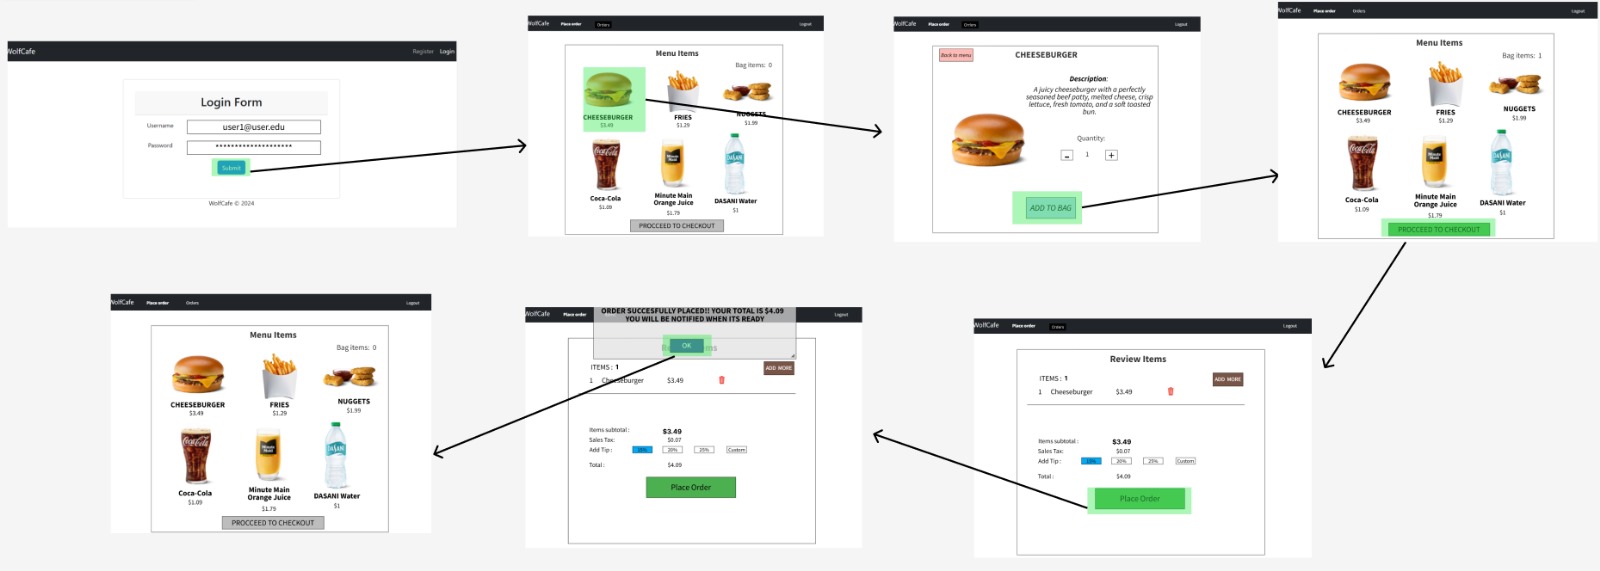 WolfCafe Register Login
Login Form
Username user1@user.edu
Password ********************
Submit
WolfCafe © 2024
WolfCafe Place order Orders Logout
Menu Items
Bag items: 0
CHEESEBURGER FRIES NUGGETS
$3.49 $1.29 $1.99
Coca-Cola Minute Main Orange Juice DASANI Water
$1.09 $1.79 $1
PROCCEED TO CHECKOUT
WolfCafe Place order Orders Logout
Back to menu
CHEESEBURGER
Description:
A juicy cheeseburger with a perfectly
seasoned beef patty, melted cheese, crisp
lettuce, fresh tomato, and a soft toasted
bun.
Quantity:
- 1 +
ADD TO BAG
WolfCafe Place order Orders Logout
Menu Items
Bag items: 1
CHEESEBURGER FRIES NUGGETS
$3.49 $1.29 $1.99
Coca-Cola Minute Main Orange Juice DASANI Water
$1.09 $1.79 $1
PROCCEED TO CHECKOUT
WolfCafe Place order Orders Logout
Menu Items
Bag items: 0
CHEESEBURGER FRIES NUGGETS
$3.49 $1.29 $1.99
Coca-Cola Minute Main Orange Juice DASANI Water
$1.09 $1.79 $1
PROCCEED TO CHECKOUT
WolfCafe Place order Logout
ORDER SUCCESFULLY PLACED!! YOUR TOTAL IS $4.09
YOU WILL BE NOTIFIED WHEN ITS READY
OK
ITEMS : 1 ADD MORE
1 Cheeseburger $3.49
Items subtotal : $3.49
Sales Tax: $0.07
Add Tip : 15% 20% 25% Custom
Total : $4.09
Place Order
WolfCafe Place order Orders Logout
Review Items
ITEMS : 1 ADD MORE
1 Cheeseburger $3.49
Items subtotal : $3.49
Sales Tax: $0.07
Add Tip : 15% 20% 25% Custom
Total : $4.09
Place Order